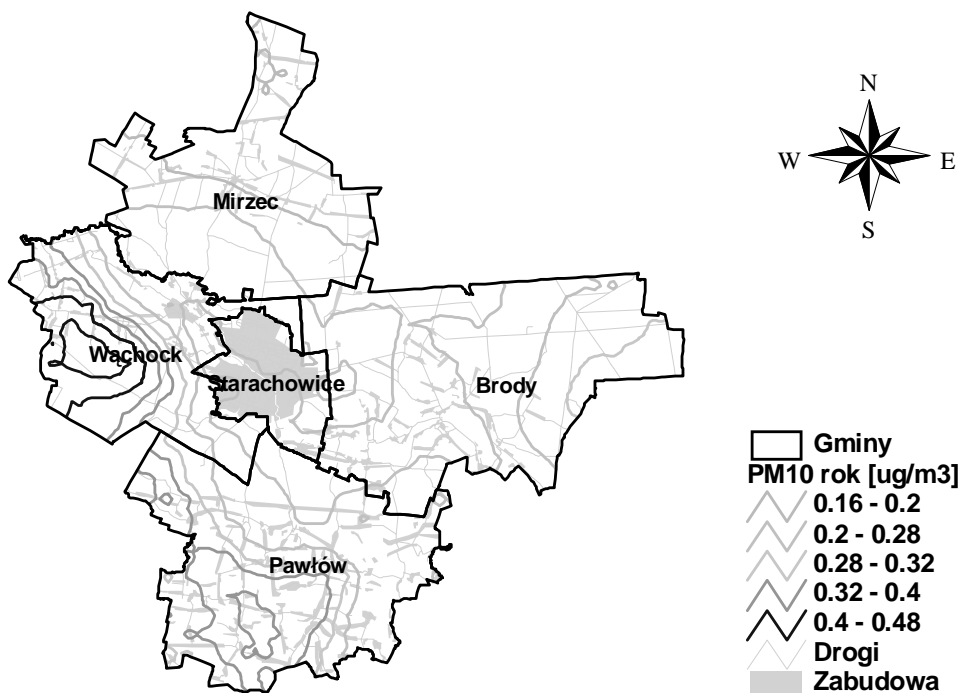 N
W E
S
Mirzec
Wąchock
Starachowice
Brody
Pawłów
Gminy
PM10 rok [ug/m3]
0.16 - 0.2
0.2 - 0.28
0.28 - 0.32
0.32 - 0.4
0.4 - 0.48
Drogi
Zabudowa